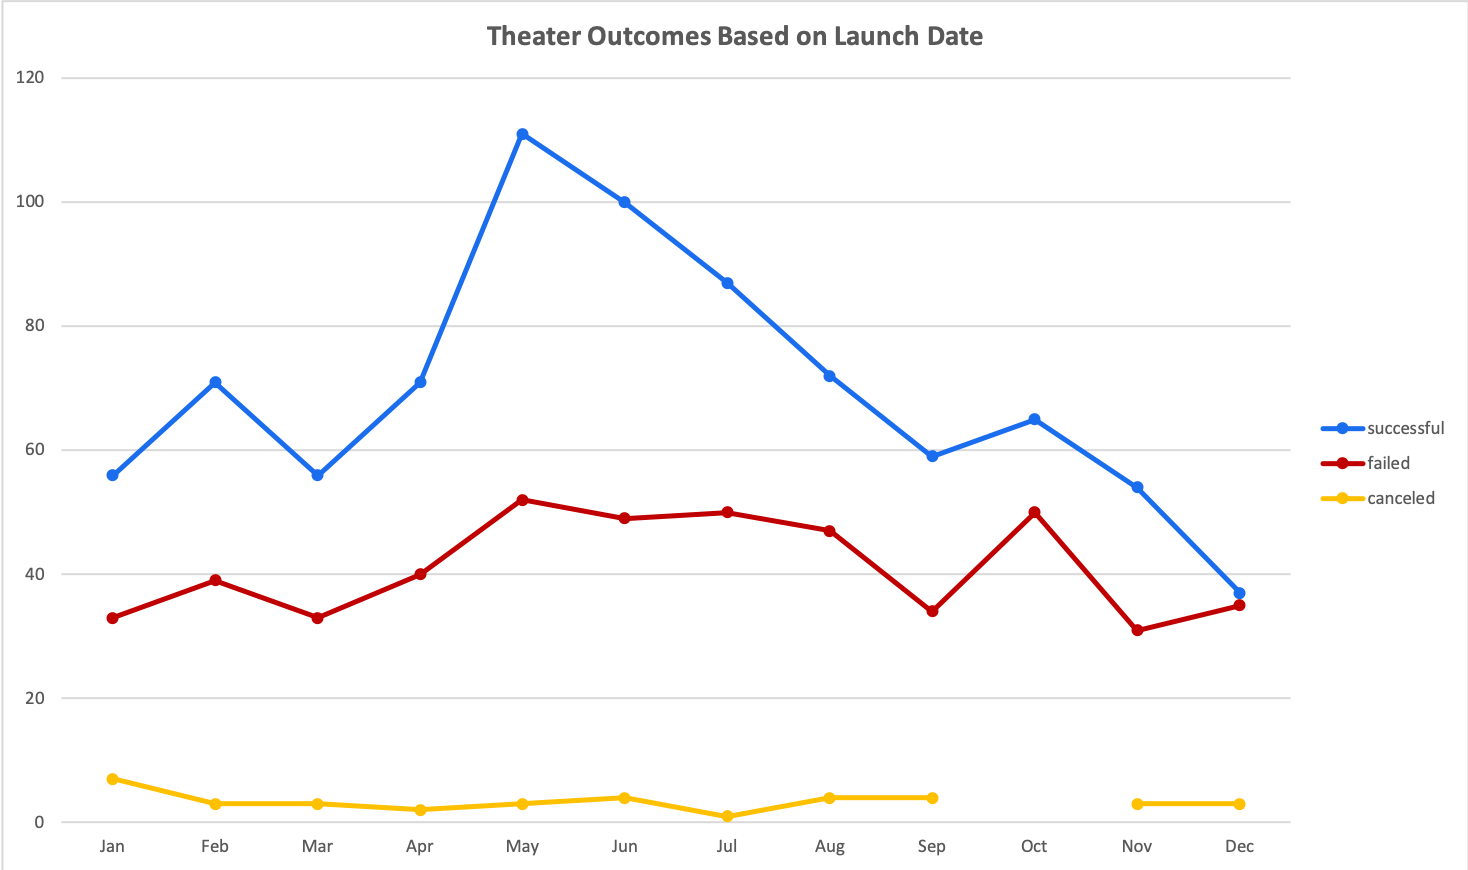 Theater Outcomes Based on Launch Date
120
100
80
60
40
20
0
Jan Feb Mar Apr May Jun Jul Aug Sep Oct Nov Dec
successful
failed
canceled